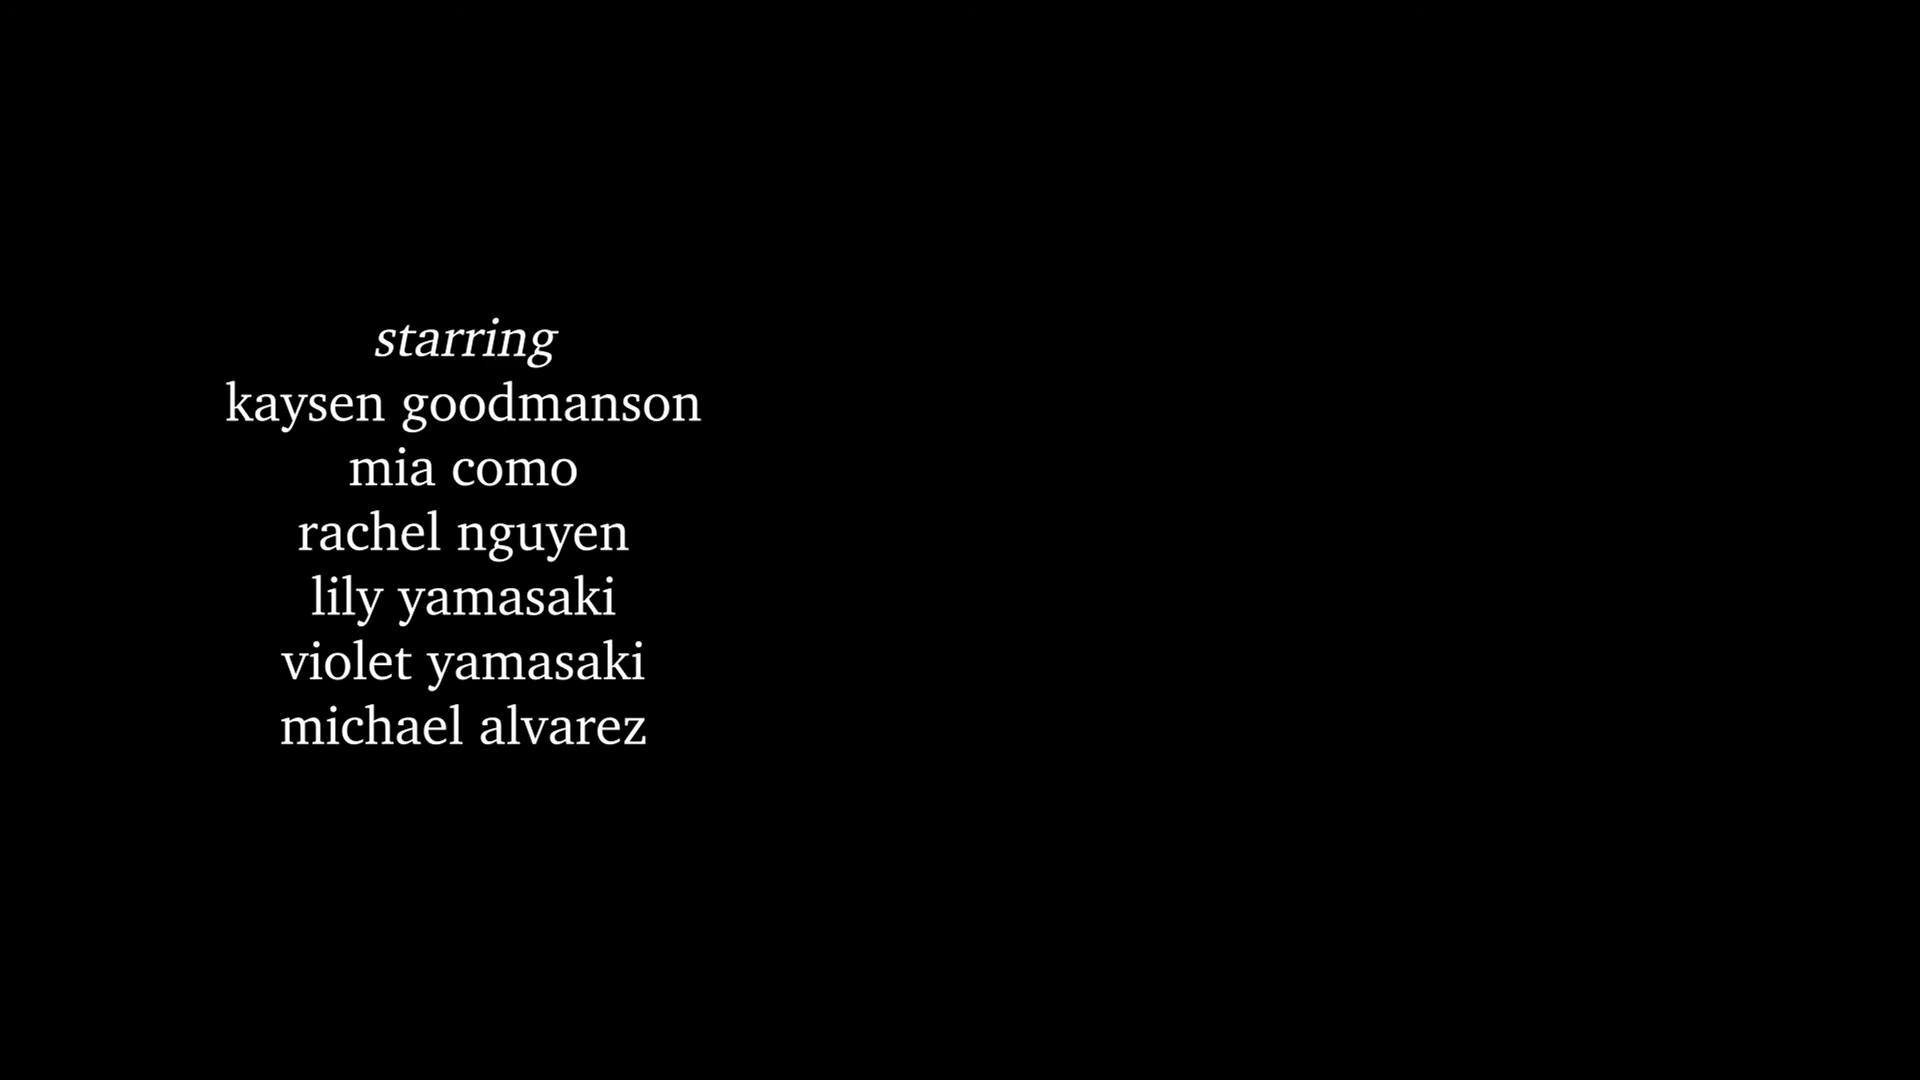 starring
kaysen goodmanson
mia como
rachel nguyen
lily yamasaki
violet yamasaki
michael alvarez